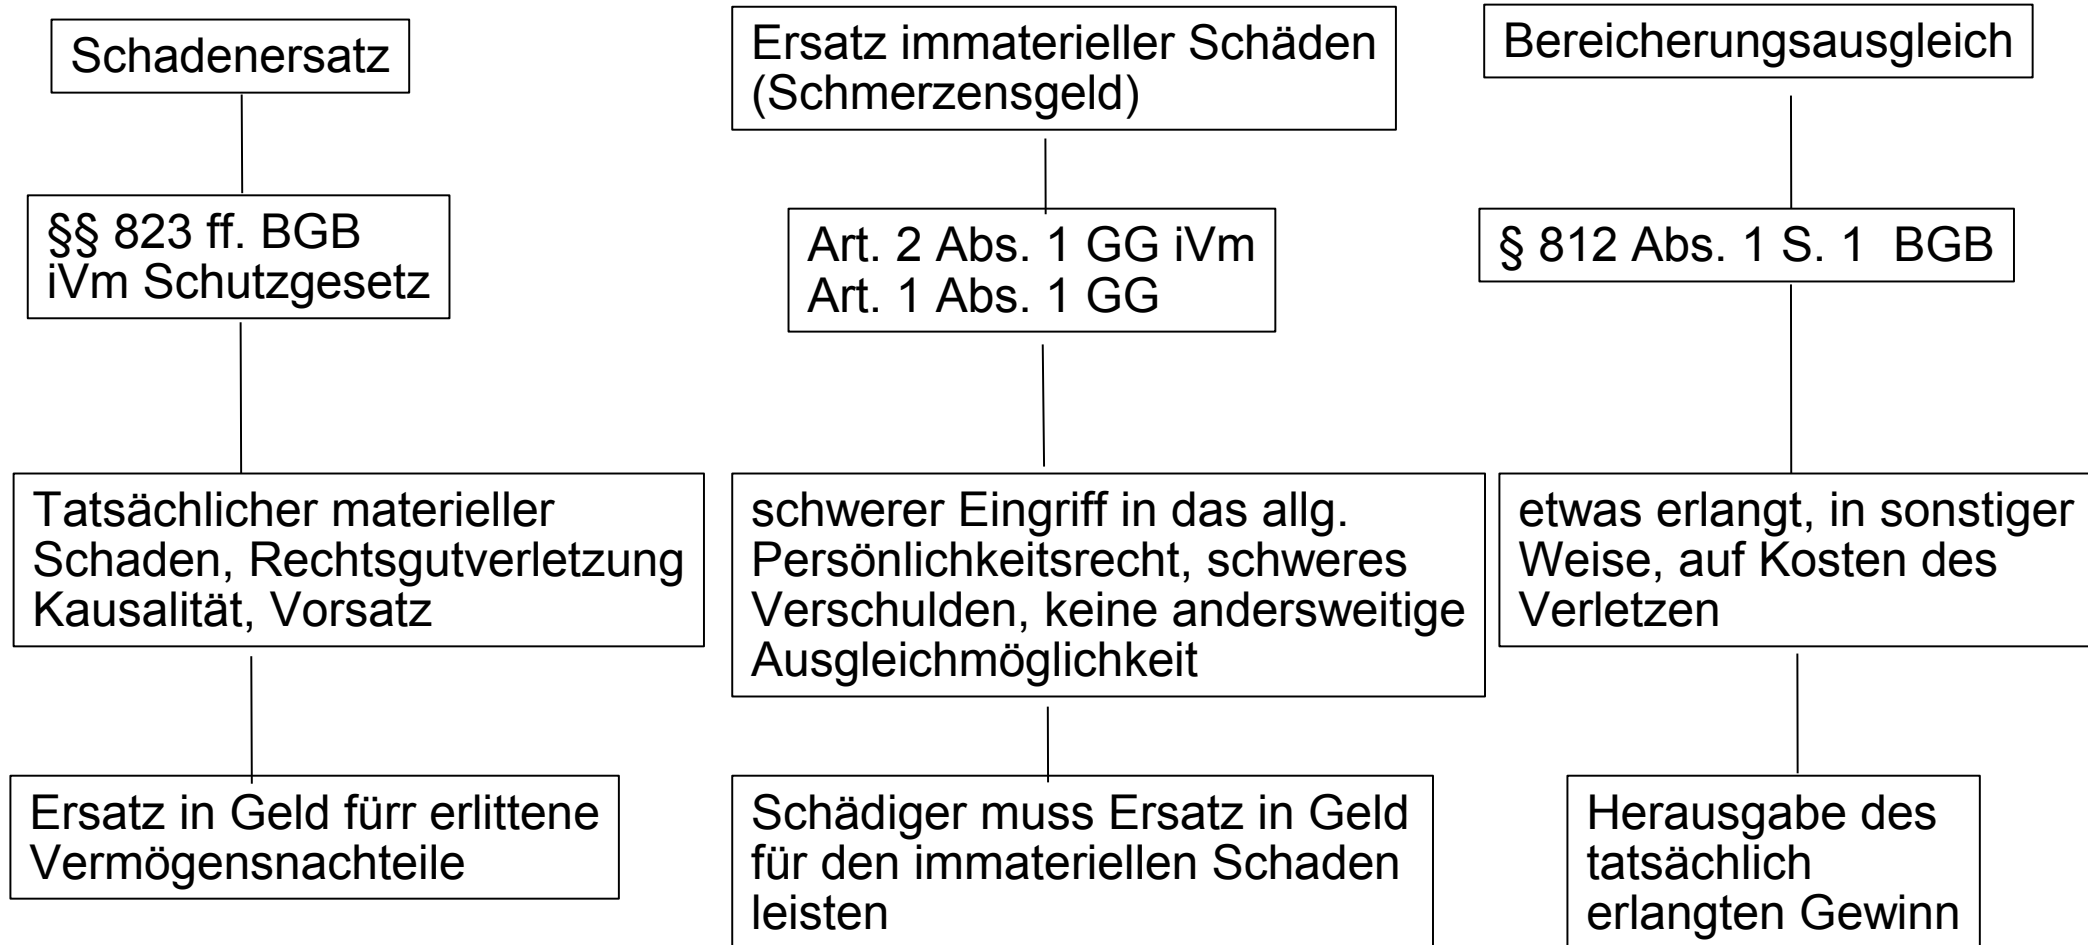 Schadenersatz
§§ 823 ff. BGB
iVm Schutzgesetz
Tatsächlicher materieller
Schaden, Rechtsgutverletzung
Kausalität, Vorsatz
Ersatz in Geld fürr erlittene
Vermögensnachteile
Ersatz immaterieller Schäden
(Schmerzensgeld)
Art. 2 Abs. 1 GG iVm
Art. 1 Abs. 1 GG
schwerer Eingriff in das allg.
Persönlichkeitsrecht, schweres
Verschulden, keine andersweitige
Ausgleichmöglichkeit
Schädiger muss Ersatz in Geld
für den immateriellen Schaden
leisten
Bereicherungsausgleich
§ 812 Abs. 1 S. 1 BGB
etwas erlangt, in sonstiger
Weise, auf Kosten des
Verletzen
Herausgabe des
tatsächlich
erlangten Gewinn